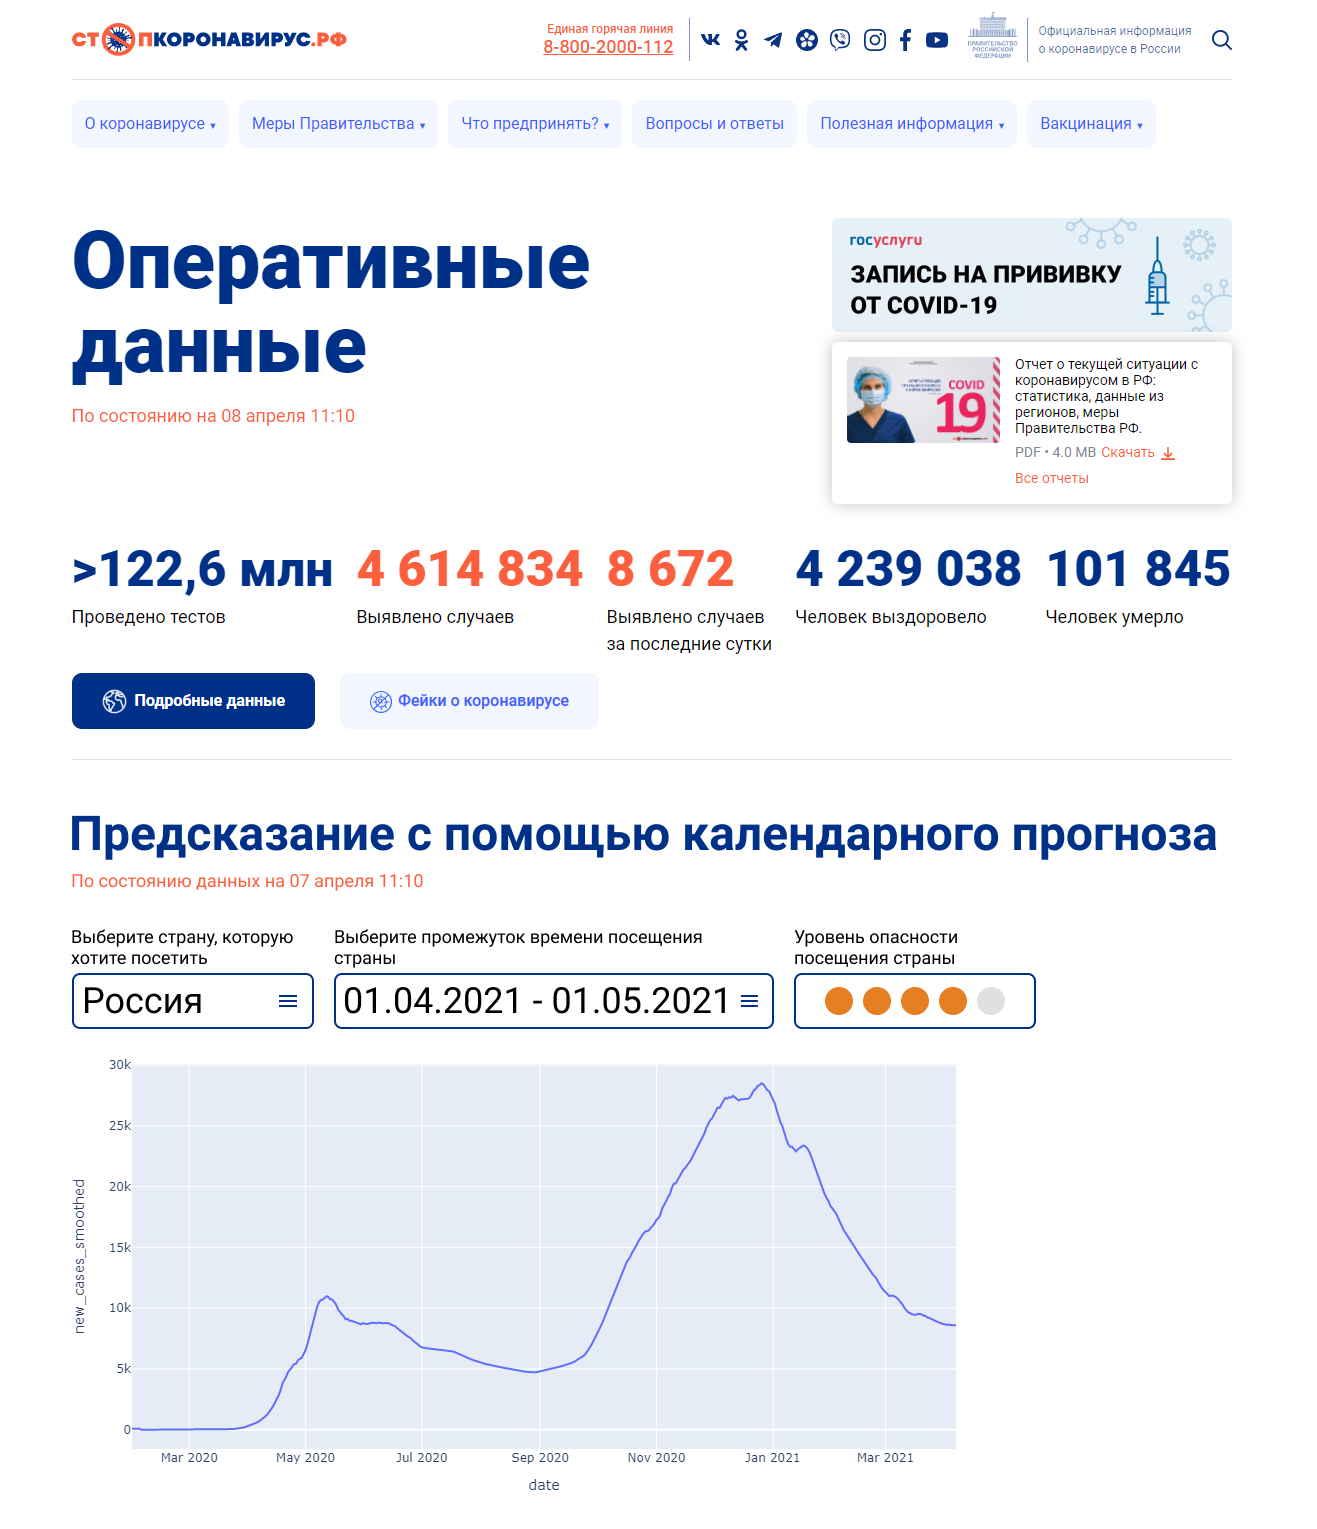 СТОПКОРОНАВИРУС.РФ
Единая горячая линия
8-800-2000-112
ПРАВИТЕЛЬСТВО
РОССИЙСКОЙ
ФЕДЕРАЦИИ
Официальная информация
о коронавирусе в России
О коронавирусе ▾
Меры Правительства ▾
Что предпринять? ▾
Вопросы и ответы
Полезная информация ▾
Вакцинация ▾
Оперативные
данные
По состоянию на 08 апреля 11:10
госуслуги
ЗАПИСЬ НА ПРИВИВКУ
ОТ COVID-19
COVID
19
Отчет о текущей ситуации с
коронавирусом в РФ:
статистика, данные из
регионов, меры
Правительства РФ.
PDF • 4.0 MB Скачать
Все отчеты
>122,6 млн
Проведено тестов
4 614 834
Выявлено случаев
8 672
Выявлено случаев
за последние сутки
4 239 038
Человек выздоровело
101 845
Человек умерло
Подробные данные
Фейки о коронавирусе
Предсказание с помощью календарного прогноза
По состоянию данных на 07 апреля 11:10
Выберите страну, которую
хотите посетить
Россия
Выберите промежуток времени посещения
страны
01.04.2021 - 01.05.2021
Уровень опасности
посещения страны
new_cases_smoothed
30k
25k
20k
15k
10k
5k
0
Mar 2020
May 2020
Jul 2020
Sep 2020
Nov 2020
Jan 2021
Mar 2021
date